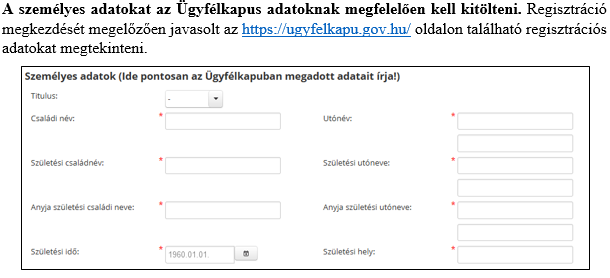 A személyes adatokat az Ügyfélkapus adatoknak megfelelően kell kitölteni. Regisztráció
megkezdését megelőzően javasolt az https://ugyfelkapu.gov.hu/ oldalon található regisztrációs
adatokat megtekinteni.
Személyes adatok (Ide pontosan az Ügyfélkapuban megadott adatait írja!)
Titulus: -
Családi név: * Utónév: *
Születési családnév: * Születési utóneve: *
Anyja születési családi neve: * Anyja születési utóneve: *
Születési idő: * 1960 01.01. Születési hely: *